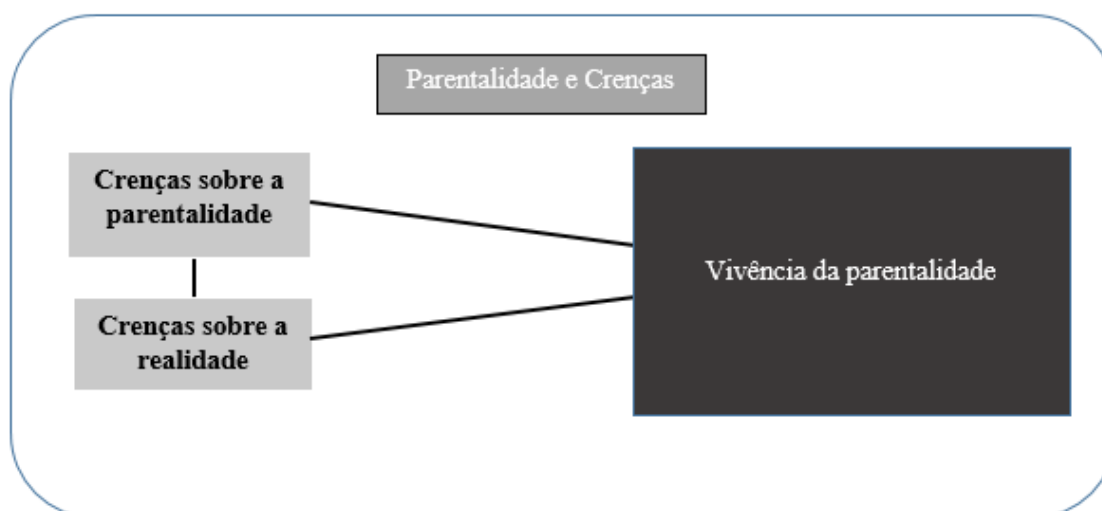 Parentalidade e Crenças
Crenças sobre a
parentalidade
Vivência da parentalidade
Crenças sobre a
realidade